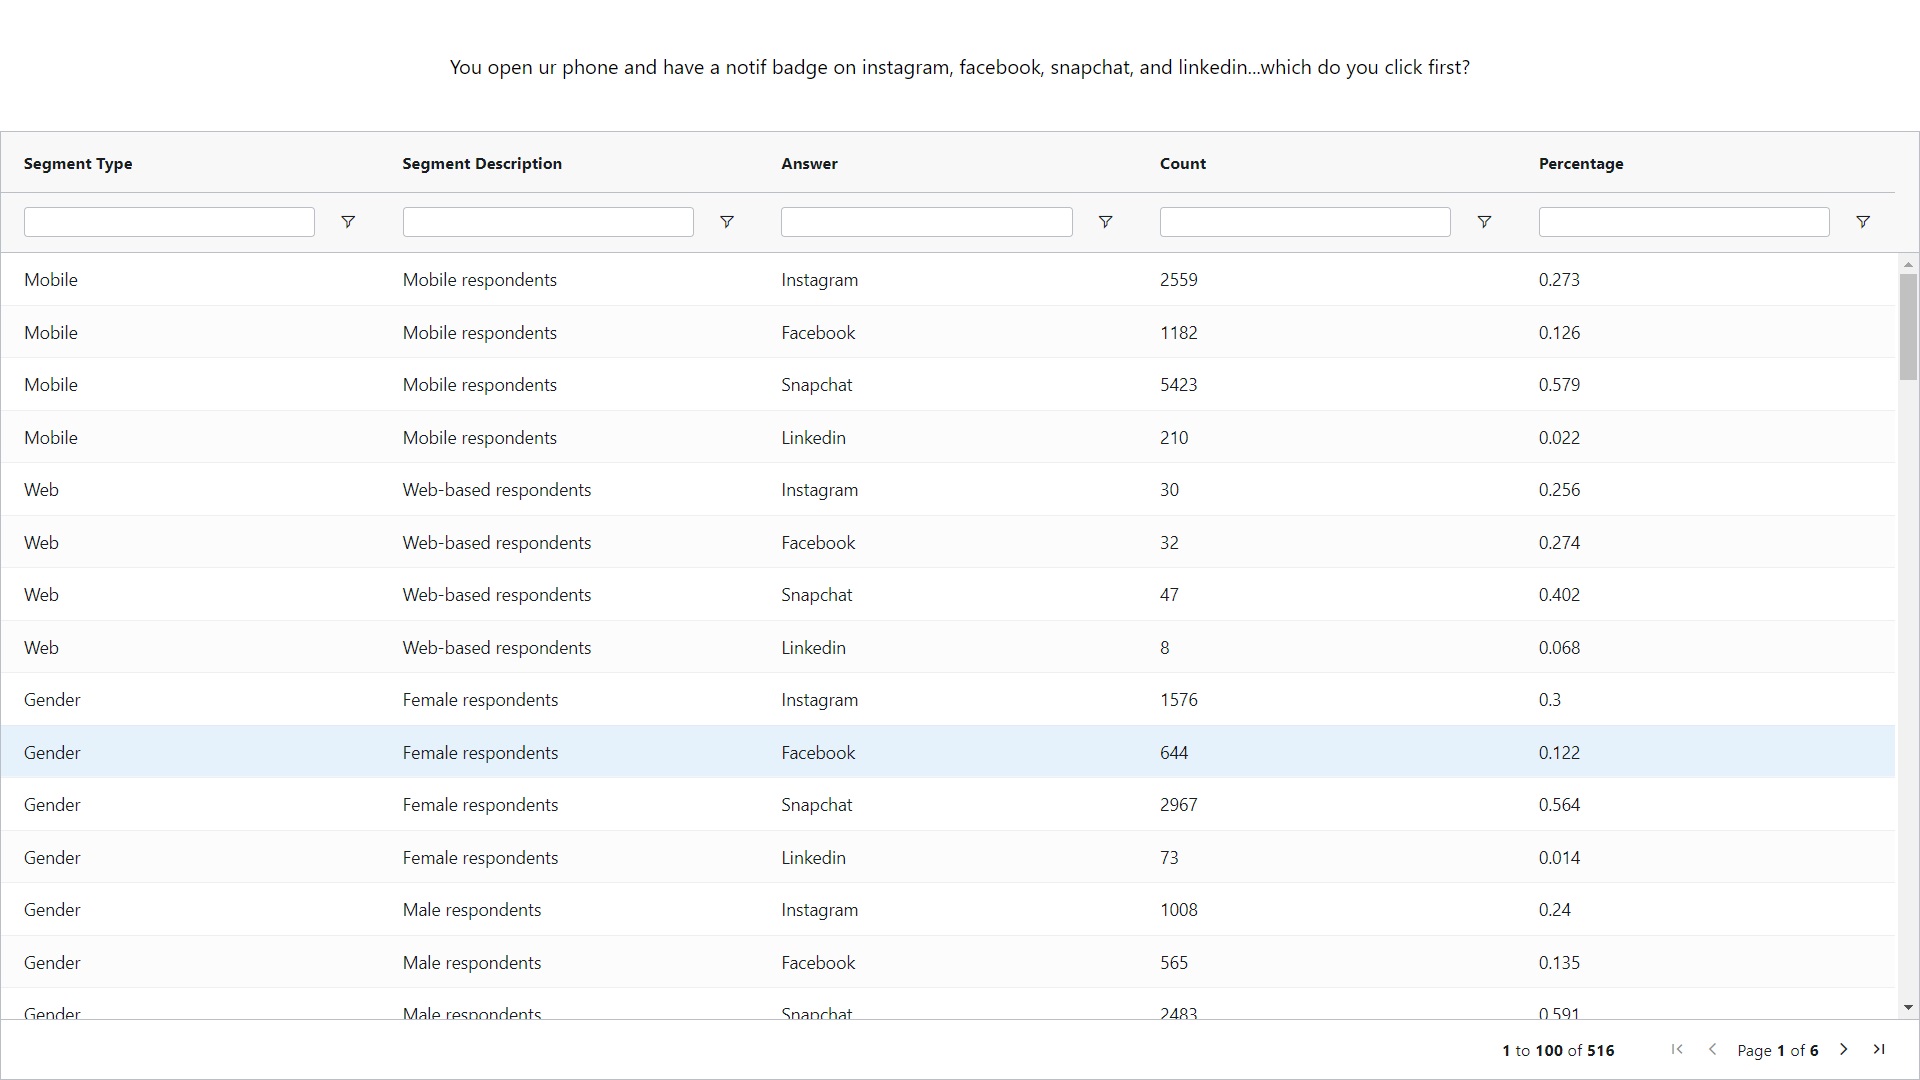 You open ur phone and have a notif badge on instagram, facebook, snapchat, and linkedin...which do you click first?
Segment Type Segment Description Answer Count Percentage
Mobile Mobile respondents Instagram 2559 0.273
Mobile Mobile respondents Facebook 1182 0.126
Mobile Mobile respondents Snapchat 5423 0.579
Mobile Mobile respondents Linkedin 210 0.022
Web Web-based respondents Instagram 30 0.256
Web Web-based respondents Facebook 32 0.274
Web Web-based respondents Snapchat 47 0.402
Web Web-based respondents Linkedin 8 0.068
Gender Female respondents Instagram 1576 0.3
Gender Female respondents Facebook 644 0.122
Gender Female respondents Snapchat 2967 0.564
Gender Female respondents Linkedin 73 0.014
Gender Male respondents Instagram 1008 0.24
Gender Male respondents Facebook 565 0.135
Gender Male respondents Snapchat 2483 0.591
1 to 100 of 516 Page 1 of 6